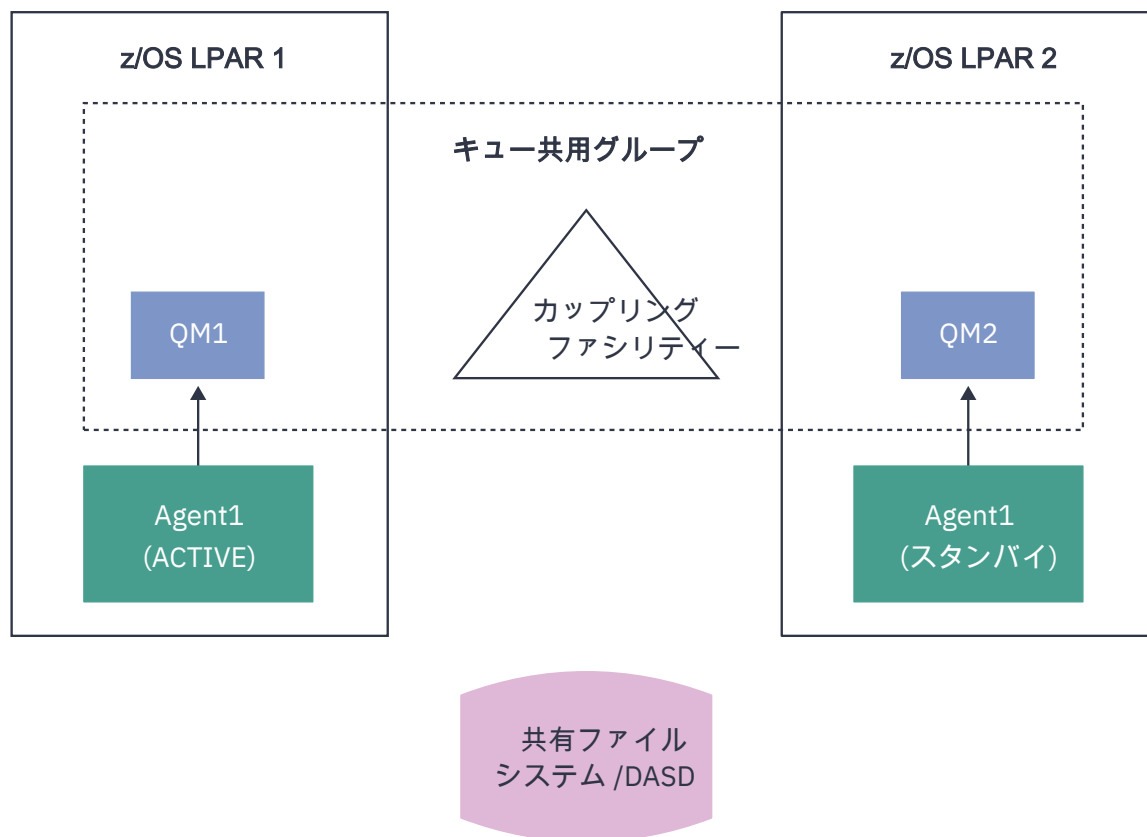 z/OS LPAR 1
z/OS LPAR 2
キュー共用グループ
カップリング
ファシリティー
QM1
QM2
Agent1
(ACTIVE)
Agent1
(スタンバイ)
共有ファイル
システム /DASD